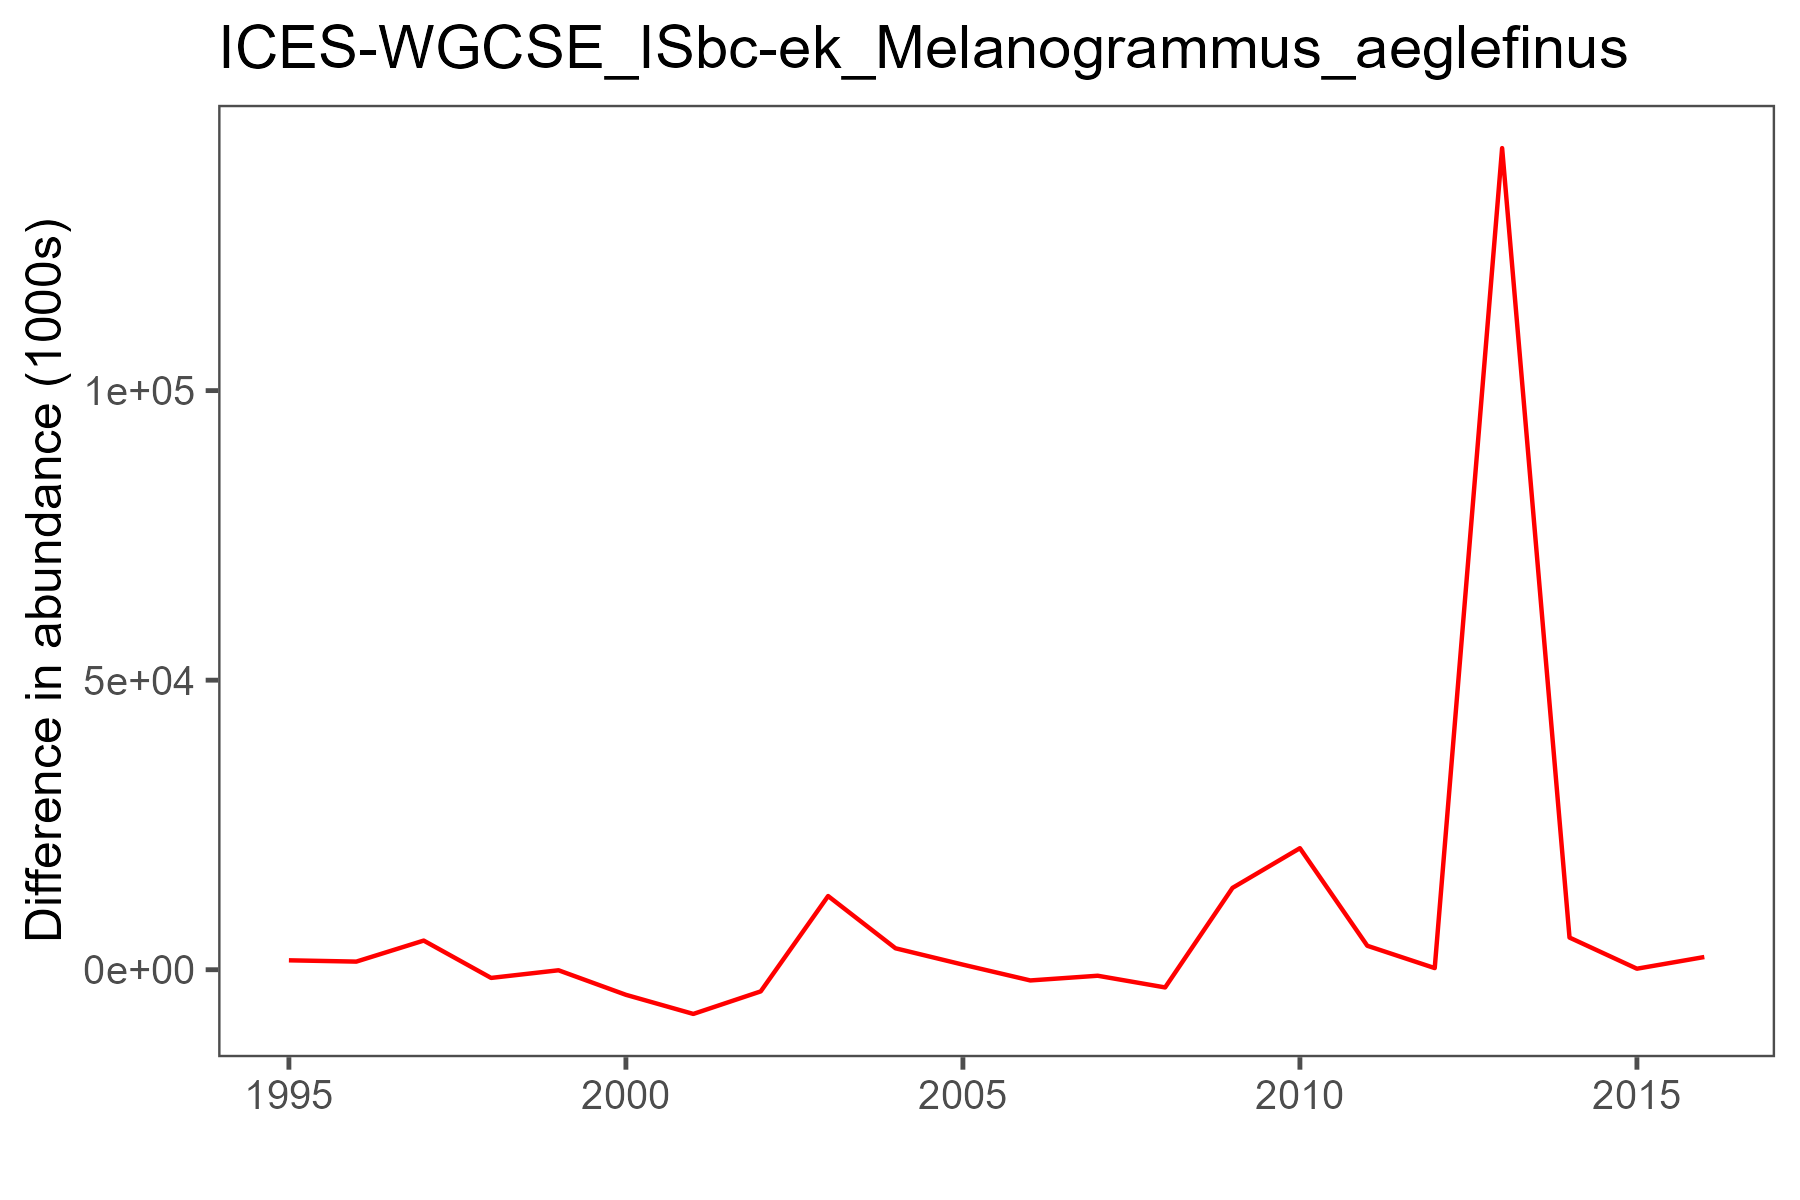 ICES-WGCSE_ISbc-ek_Melanogrammus_aeglefinus
Difference in abundance (1000s)
1e+05
5e+04
0e+00
1995 2000 2005 2010 2015